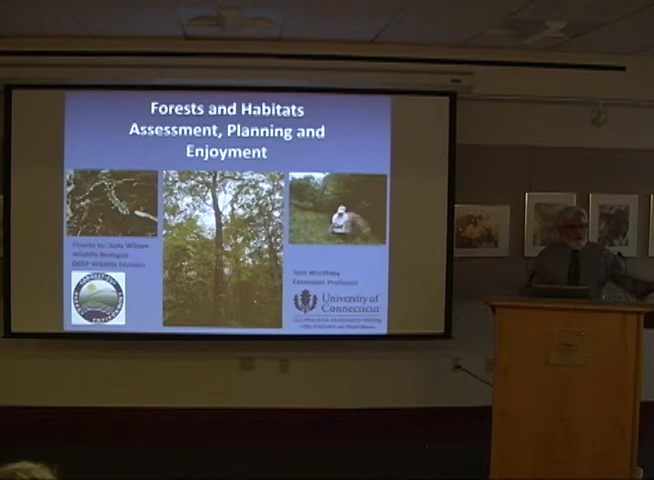 Forests and Habitats
Assessment, Planning and
Enjoyment
Thanks to: Judy Wilson
Wildlife Biologist
DEEP Wildlife Division
Tom Worthley
Extension Professor
University of
Connecticut